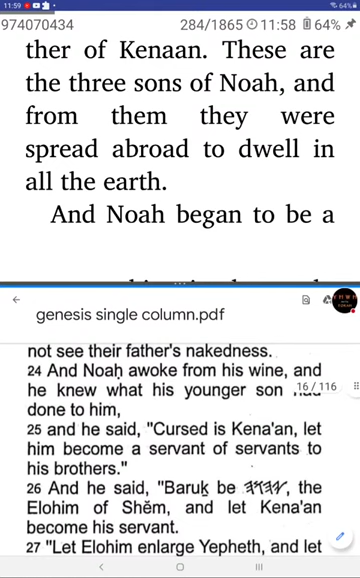 11:59
64%
974070434
284/1865 11:58 64%
ther of Kenaan. These are
the three sons of Noah, and
from them they were
spread abroad to dwell in
all the earth.
And Noah began to be a
genesis single column.pdf
not see their father's nakedness.
24 And Noaḥ awoke from his wine, and
he knew what his younger son had
16 / 116
done to him,
25 and he said, "Cursed is Kena'an, let
him become a servant of servants to
his brothers."
26 And he said, "Baruḵ be 𐤉𐤄𐤅𐤄, the
Elohim of Shĕm, and let Kena'an
become his servant.
27 "Let Elohim enlarge Yepheth, and let